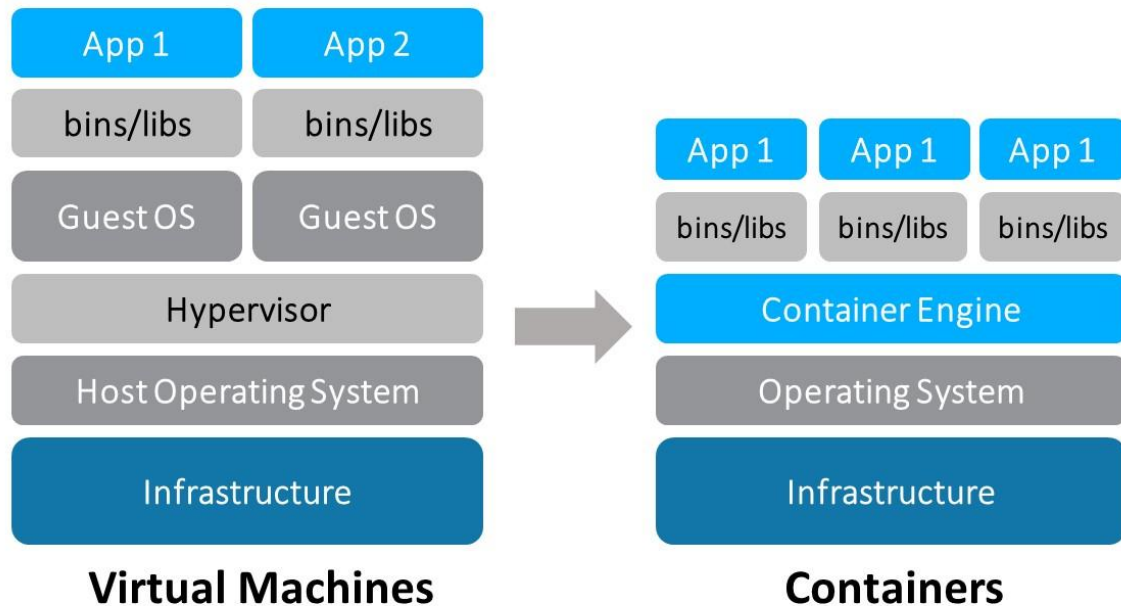 App 1
App 2
bins/libs
bins/libs
Guest OS
Guest OS
Hypervisor
Host Operating System
Infrastructure
Virtual Machines
App 1
App 1
App 1
bins/libs
bins/libs
bins/libs
Container Engine
Operating System
Infrastructure
Containers